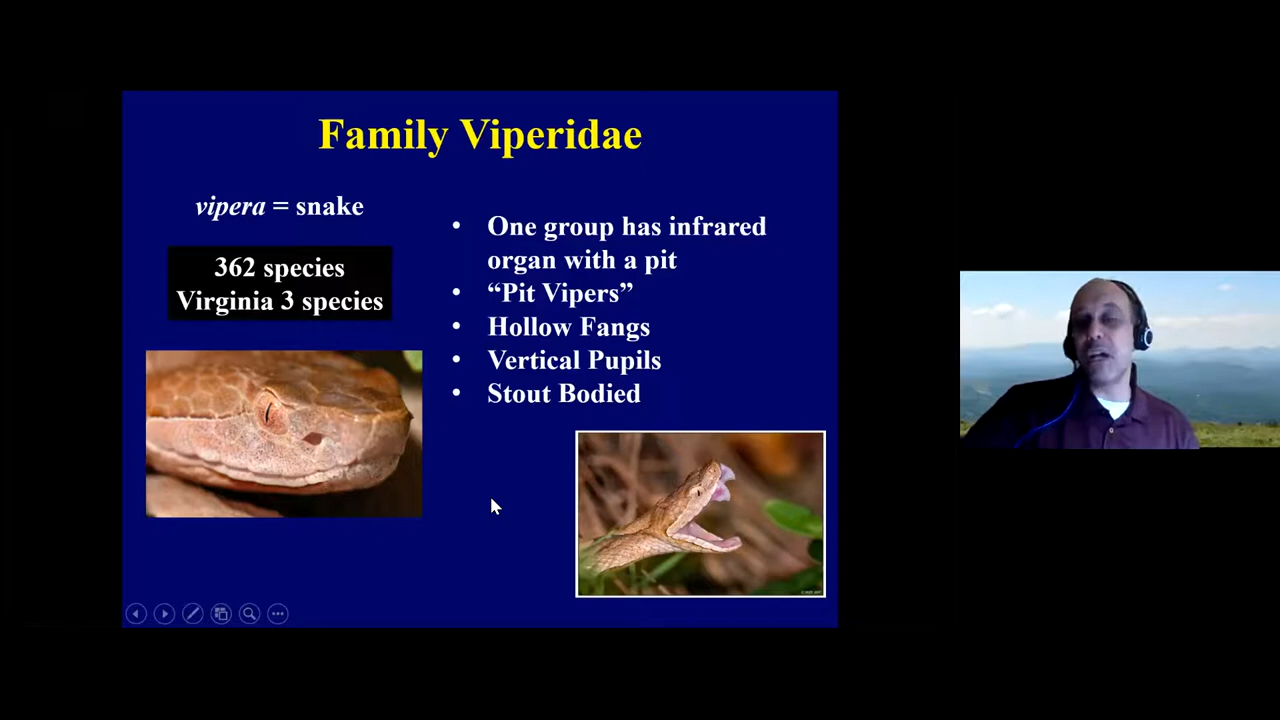 Family Viperidae
vipera = snake
362 species
Virginia 3 species
• One group has infrared
organ with a pit
• “Pit Vipers”
• Hollow Fangs
• Vertical Pupils
• Stout Bodied